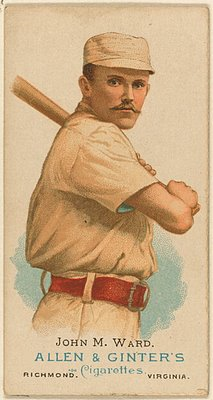 JOHN M. WARD.
ALLEN & GINTER'S
Cigarettes
RICHMOND. VIRGINIA.